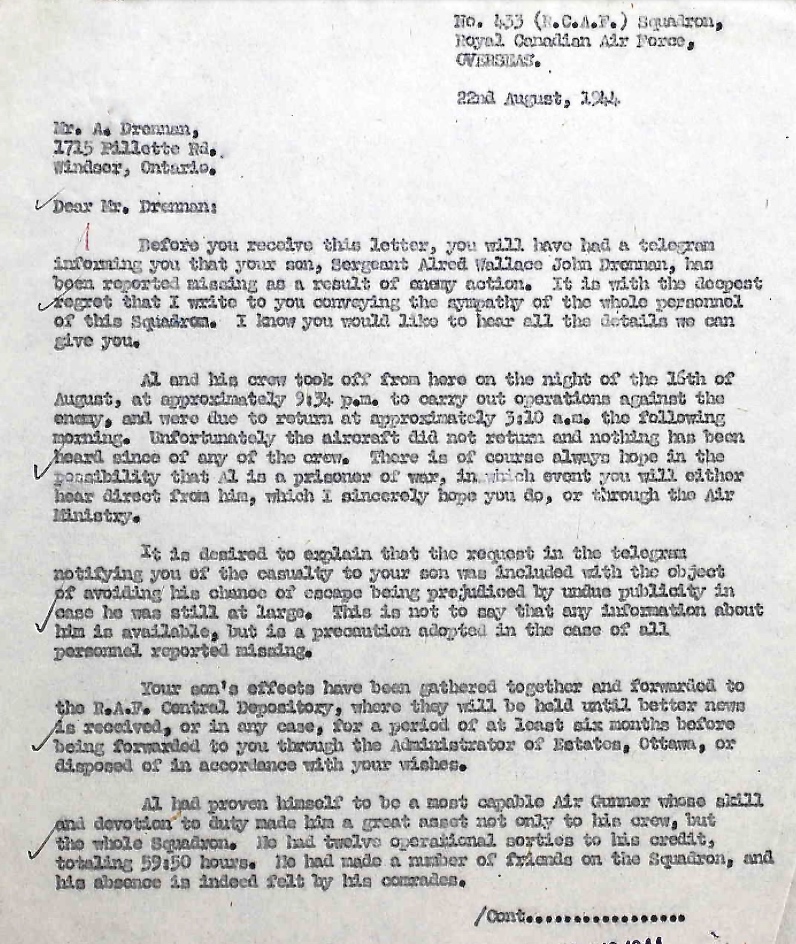 No. 433 (R.C.A.F.) Squadron,
Royal Canadian Air Force,
OVERSEAS.
22nd August, 1944
Mr. A. Drennan,
1715 Pillette Rd.
Windsor, Ontario.
Dear Mr. Drennan:
1
Before you receive this letter, you will have had a telegram
informing you that your son, Sergeant Alred Wallace John Drennan, has
been reported missing as a result of enemy action. It is with the deepest
regret that I write to you conveying the sympathy of the whole personnel
of this Squadron. I know you would like to hear all the details we can
give you.
Al and his crew took off from here on the night of the 16th of
August, at approximately 9:34 p.m. to carry out operations against the
enemy, and were due to return at approximately 3:10 a.m. the following
morning. Unfortunately the aircraft did not return and nothing has been
heard since of any of the crew. There is of course always hope in the
possibility that Al is a prisoner of war, in which event you will either
hear direct from him, which I sincerely hope you do, or through the Air
Ministry.
It is desired to explain that the request in the telegram
notifying you of the casualty to your son was included with the object
of avoiding his chance of escape being prejudiced by undue publicity in
case he was still at large. This is not to say that any information about
him is available, but is a precaution adopted in the case of all
personnel reported missing.
Your son's effects have been gathered together and forwarded to
the R.A.F. Central Depository, where they will be held until better news
is received, or in any case, for a period of at least six months before
being forwarded to you through the Administrator of Estates, Ottawa, or
disposed of in accordance with your wishes.
Al had proven himself to be a most capable Air Gunner whose skill
and devotion to duty made him a great asset not only to his crew, but
the whole Squadron. He had twelve operational sorties to his credit,
totaling 59:50 hours. He had made a number of friends on the Squadron, and
his absence is indeed felt by his comrades.
/Cont..................